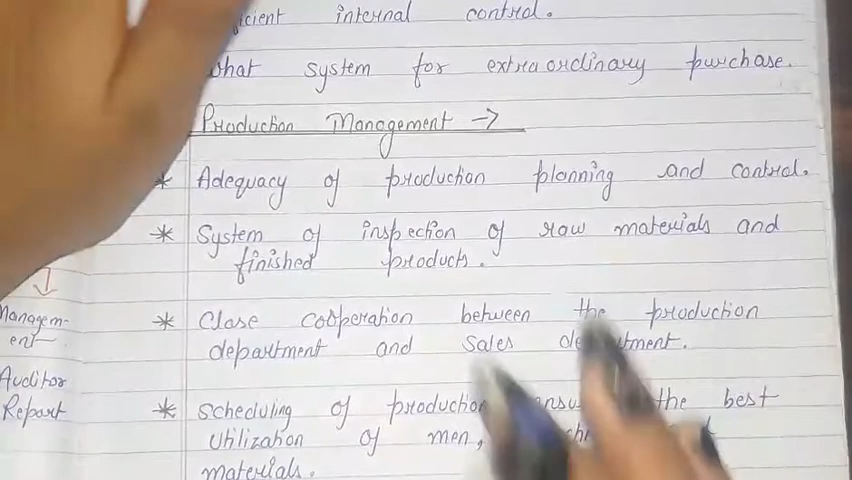 internal control.
what system for extraordinary purchase.
Production Management →
* Adequacy of production planning and control.
* System of inspection of raw materials and
finished products.
* Close cooperation between the production
department and sales department.
* Scheduling of production the best
utilization of men,
materials.
Managem-
ent
Auditor
Report